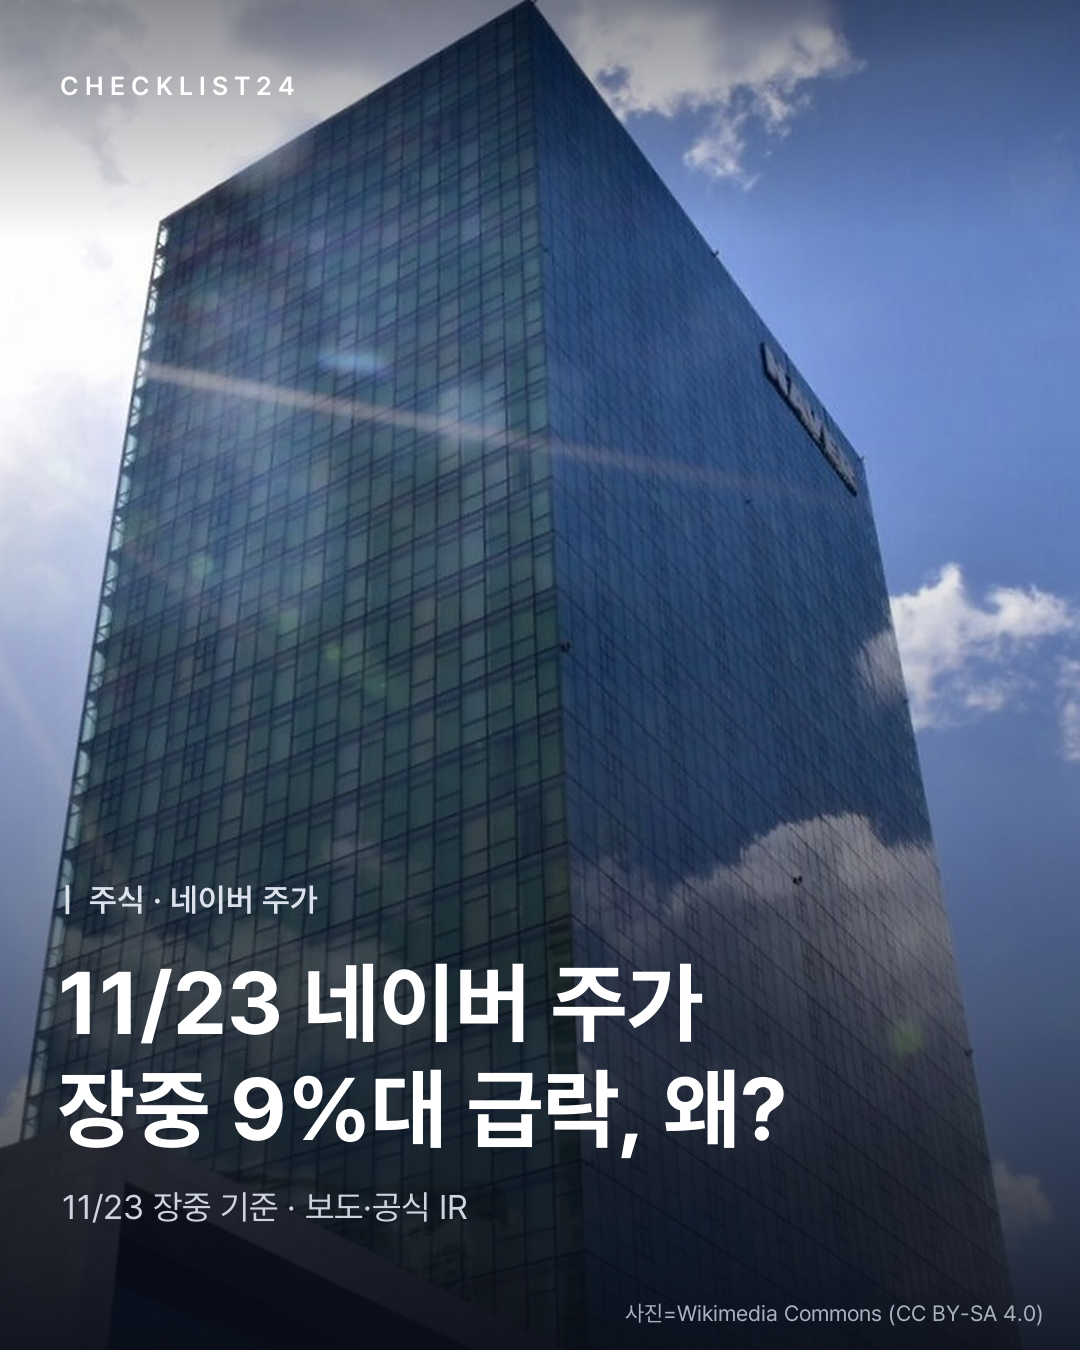 CHECKLIST24
| 주식 · 네이버 주가
11/23 네이버 주가
장중 9%대 급락, 왜?
11/23 장중 기준 · 보도·공식 IR
사진=Wikimedia Commons (CC BY-SA 4.0)